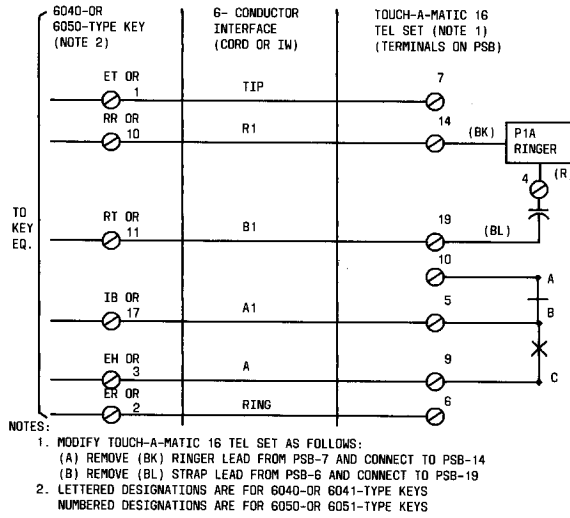 6040-OR 6- CONDUCTOR TOUCH-A-MATIC 16
6050-TYPE KEY INTERFACE TEL SET (NOTE 1)
(NOTE 2) (CORD OR IW) (TERMINALS ON PSB)
ET OR 7
1 TIP
RR OR 14
10 R1 (BK) P1A
RINGER
4 (R
RT OR 19
11 B1 (BL)
TO
KEY
EQ.
10
A
IB OR 5 B
17 A1
EH OR 9
3 A C
ER OR
2 RING 6
NOTES:
1. MODIFY TOUCH-A-MATIC 16 TEL SET AS FOLLOWS:
(A) REMOVE (BK) RINGER LEAD FROM PSB-7 AND CONNECT TO PSB-14
(B) REMOVE (BL) STRAP LEAD FROM PSB-6 AND CONNECT TO PSB-19
2. LETTERED DESIGNATIONS ARE FOR 6040-OR 6041-TYPE KEYS
NUMBERED DESIGNATIONS ARE FOR 6050-OR 6051-TYPE KEYS